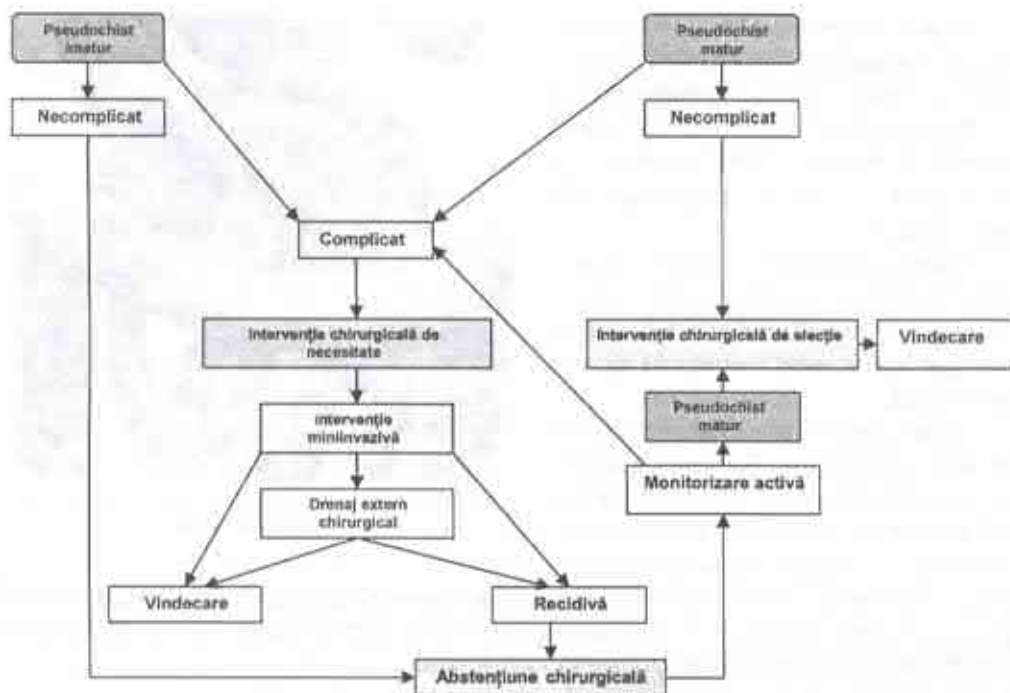 Pseudochist
imatur
Pseudochist
matur
Necomplicat
Necomplicat
Complicat
Intervenție chirurgicală de
necesitate
Intervenție chirurgicală de elecție
Vindecare
Intervenție
miniinvazivă
Pseudochist
matur
Monitorizare activă
Drenaj extern
chirurgical
Vindecare
Recidivă
Abstențiune chirurgicală